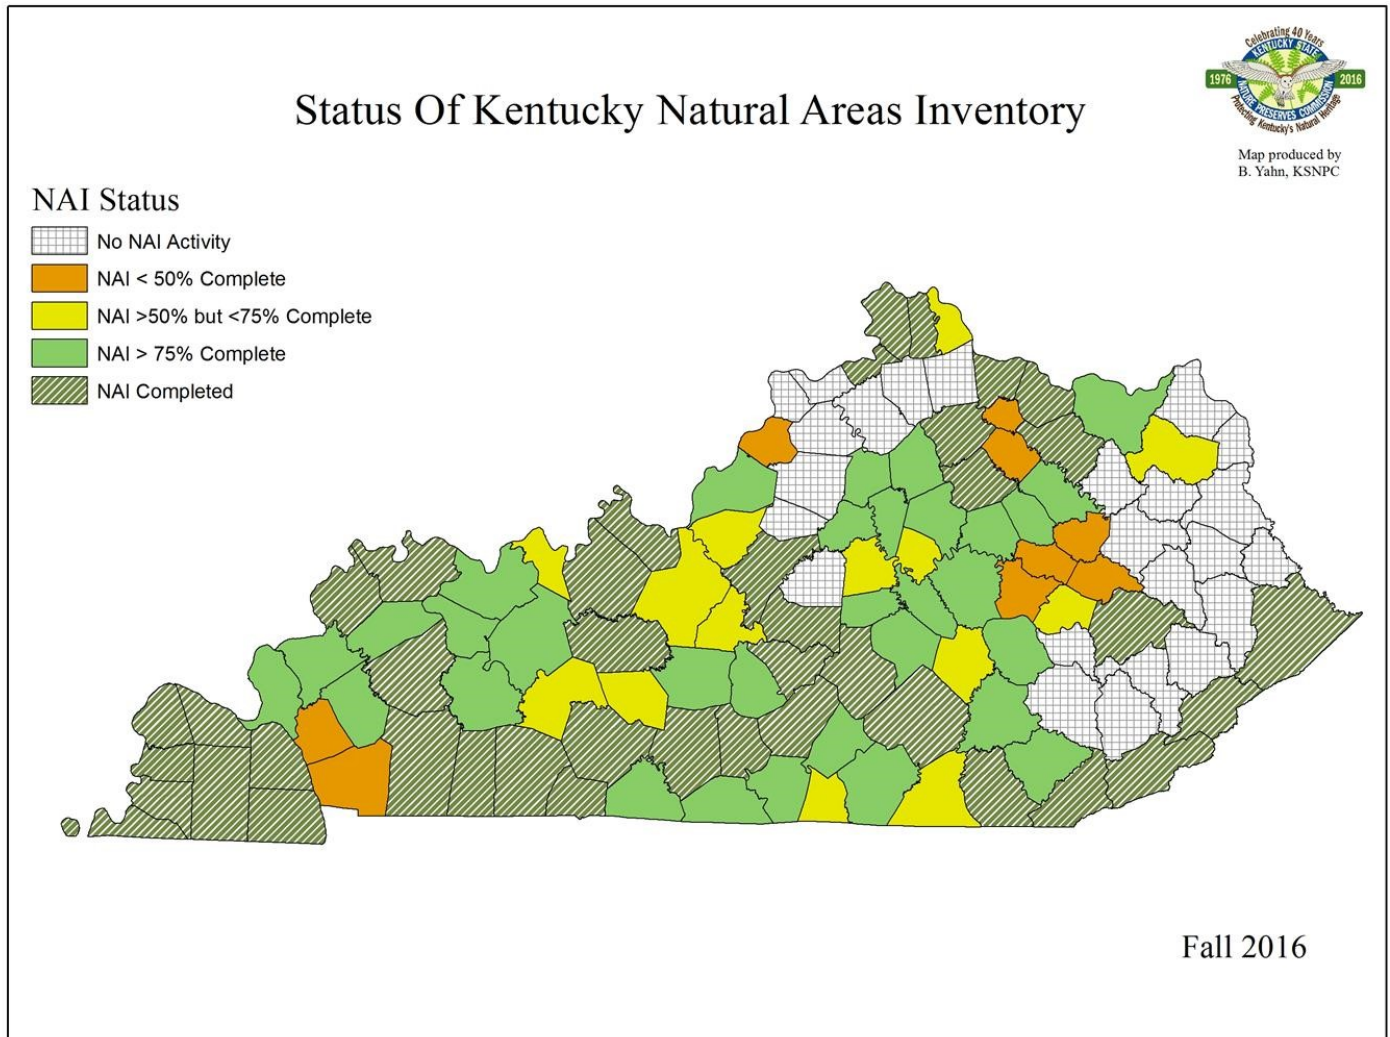 Celebrating 40 Years
KENTUCKY STATE
1976
2016
NATURE PRESERVES COMMISSION
Protecting Kentucky's Natural Heritage
Map produced by
B. Yahn, KSNPC
Status Of Kentucky Natural Areas Inventory
NAI Status
No NAI Activity
NAI < 50% Complete
NAI >50% but <75% Complete
NAI > 75% Complete
NAI Completed
Fall 2016